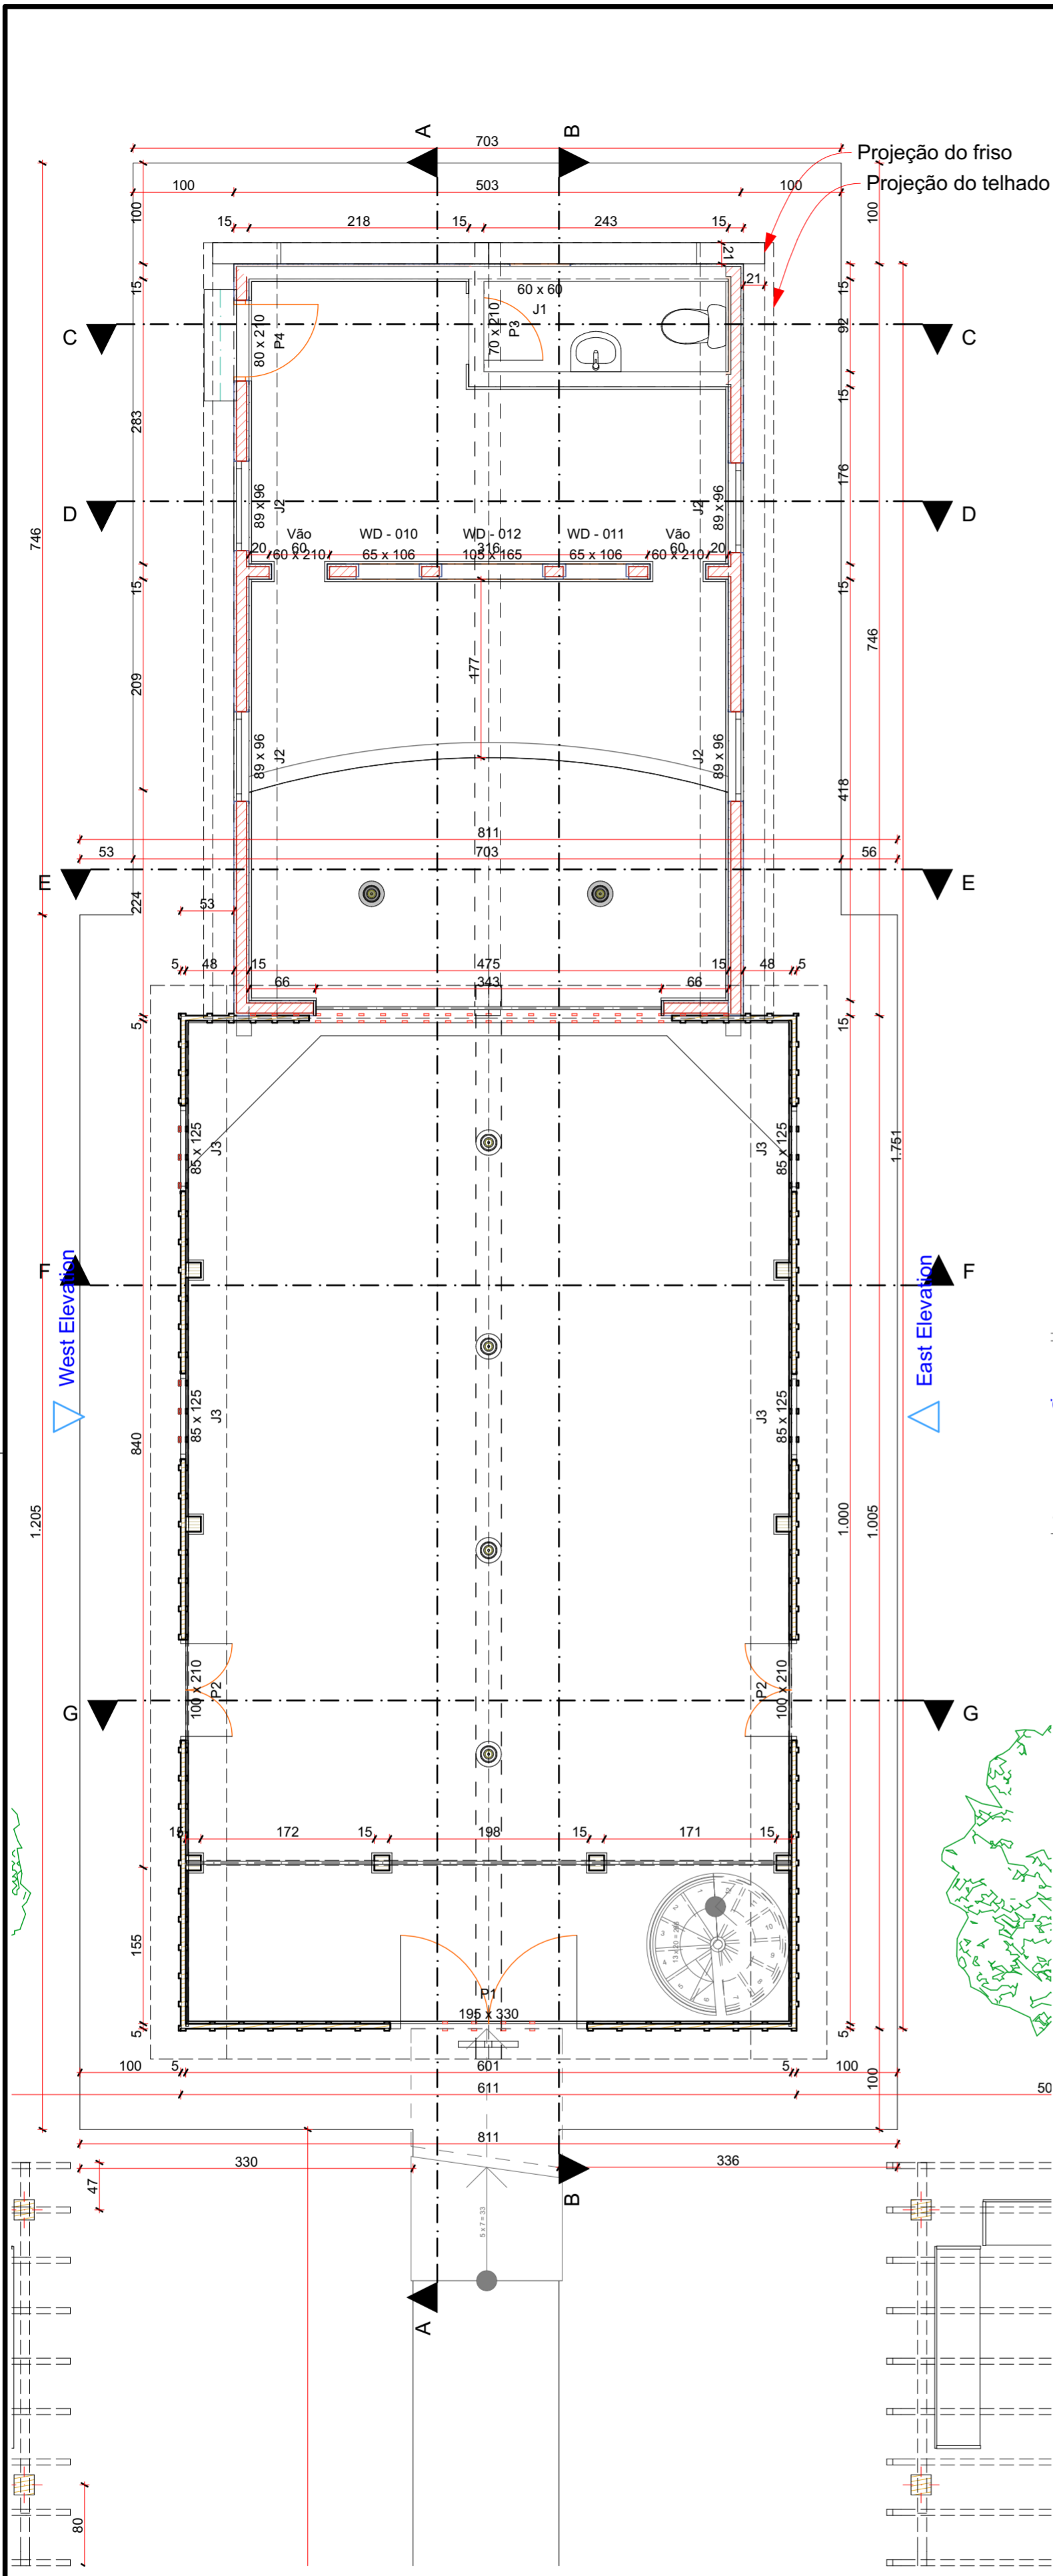 A
B
703
Projeção do friso
Projeção do telhado
100
503
100
100
100
15
218
15
243
15
21
21
15
60 x 60
J1
15
C
80 x 210
P4
70 x 210
P3
92
C
15
283
176
D
89 x 96
J2
J2
89 x 96
D
746
Vão
WD - 010
WD - 012
WD - 011
Vão
20
60
316
60
20
60 x 210
65 x 106
105 x 165
65 x 106
60 x 210
15
15
746
177
209
89 x 96
J2
J2
89 x 96
418
811
53
703
56
E
E
224
53
5
48
15
475
15
48
5
66
343
66
5
15
85 x 125
J3
J3
85 x 125
1.751
West Elevation
F
F
East Elevation
85 x 125
J3
J3
85 x 125
840
1.205
1.000
1.005
100 x 210
P2
P2
100 x 210
G
G
15
172
15
198
15
171
15
155
P1
195 x 330
5
5
100
5
601
5
100
100
611
50
811
330
336
47
B
5 x 7 = 33
A
80